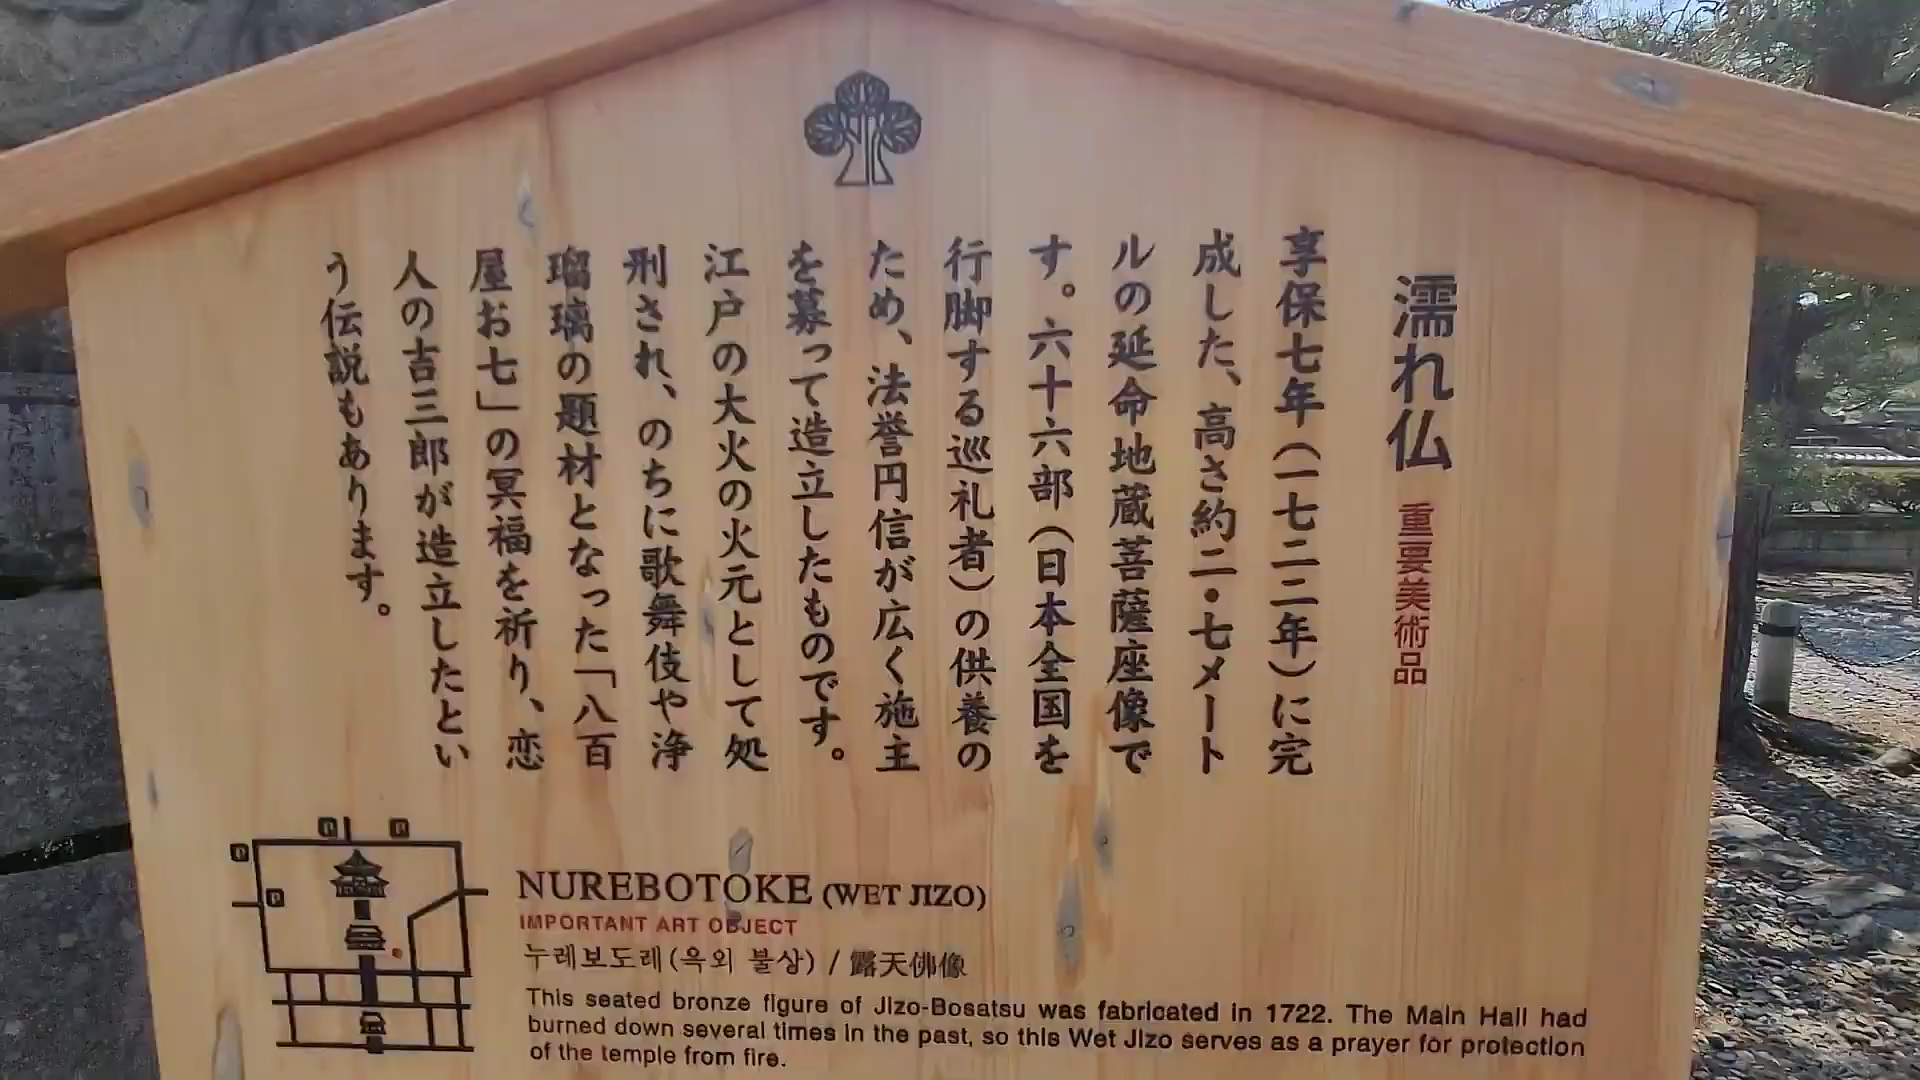 濡れ仏 重要美術品
享保七年（一七二二年）に完
成した、高さ約二・七メート
ルの延命地蔵菩薩座像で
す。六十六部（日本全国を
行脚する巡礼者）の供養の
ため、法誉円信が広く施主
を募って造立したものです。
江戸の大火の火元として処
刑され、のちに歌舞伎や浄
瑠璃の題材となった「八百
屋お七」の冥福を祈り、恋
人の吉三郎が造立したとい
う伝説もあります。
NUREBOTOKE (WET JIZO)
IMPORTANT ART OBJECT
누레보도레(옥외 불상) / 露天佛像
This seated bronze figure of Jizo-Bosatsu was fabricated in 1722. The Main Hall had
burned down several times in the past, so this Wet Jizo serves as a prayer for protection
of the temple from fire.